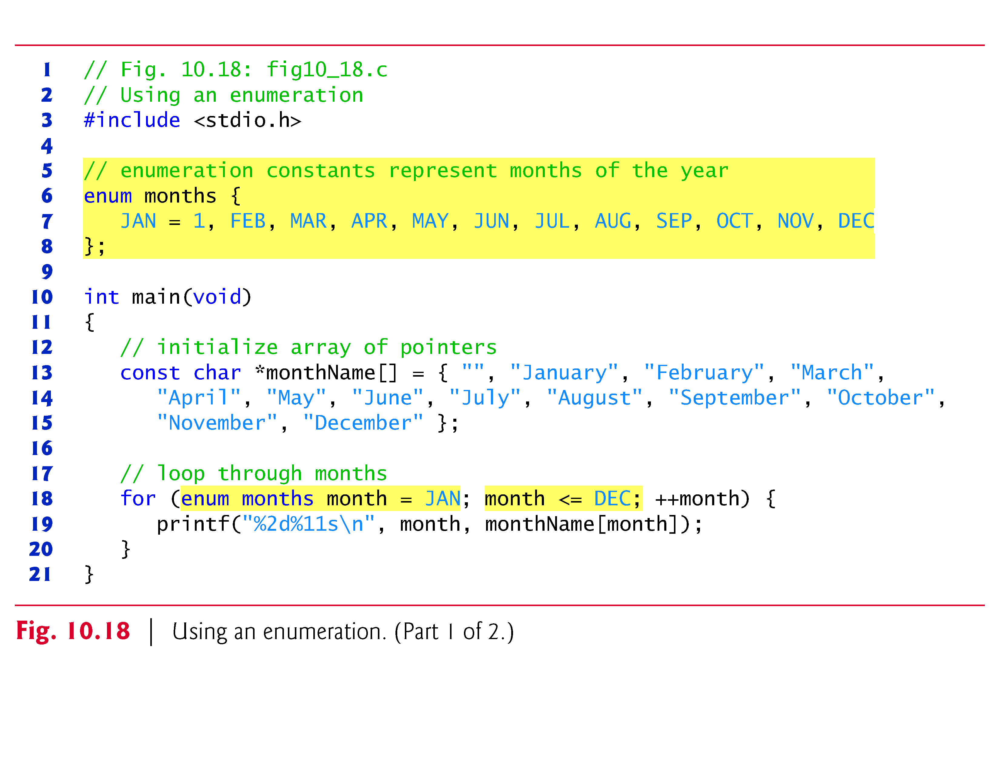 1 // Fig. 10.18: fig10_18.c
2 // Using an enumeration
3 #include <stdio.h>
4
5 // enumeration constants represent months of the year
6 enum months {
7    JAN = 1, FEB, MAR, APR, MAY, JUN, JUL, AUG, SEP, OCT, NOV, DEC
8 };
9
10 int main(void)
11 {
12    // initialize array of pointers
13    const char *monthName[] = { "", "January", "February", "March",
14       "April", "May", "June", "July", "August", "September", "October",
15       "November", "December" };
16
17    // loop through months
18    for (enum months month = JAN; month <= DEC; ++month) {
19       printf("%2d%11s\n", month, monthName[month]);
20    }
21 }
Fig. 10.18 | Using an enumeration. (Part 1 of 2.)